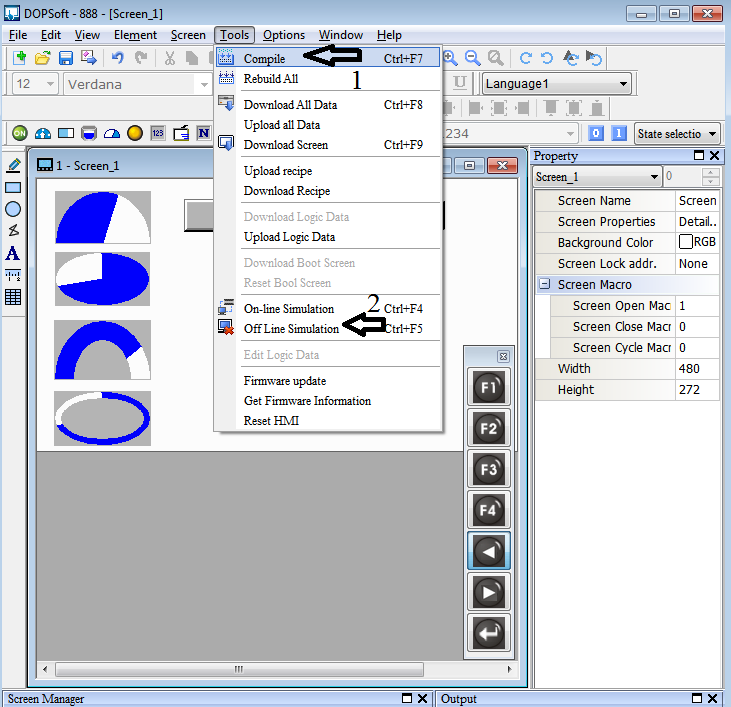 DOPSoft - 888 - [Screen_1]
File Edit View Element Screen Tools Options Window Help
12 Verdana
U Language1
ON 123 N
234 0 1 State selectio
Compile Ctrl+F7
1
Rebuild All
Download All Data Ctrl+F8
Upload all Data
Download Screen Ctrl+F9
Upload recipe
Download Recipe
Download Logic Data
Upload Logic Data
Download Boot Screen
Reset Bool Screen
On-line Simulation 2 Ctrl+F4
Off Line Simulation Ctrl+F5
Edit Logic Data
Firmware update
Get Firmware Information
Reset HMI
A
1 - Screen_1
F1
F2
F3
F4
Property
Screen_1 0
Screen Name Screen
Screen Properties Detail..
Background Color RGB
Screen Lock addr. None
Screen Macro
Screen Open Mac 1
Screen Close Mac 0
Screen Cycle Macr 0
Width 480
Height 272
Screen Manager
Output